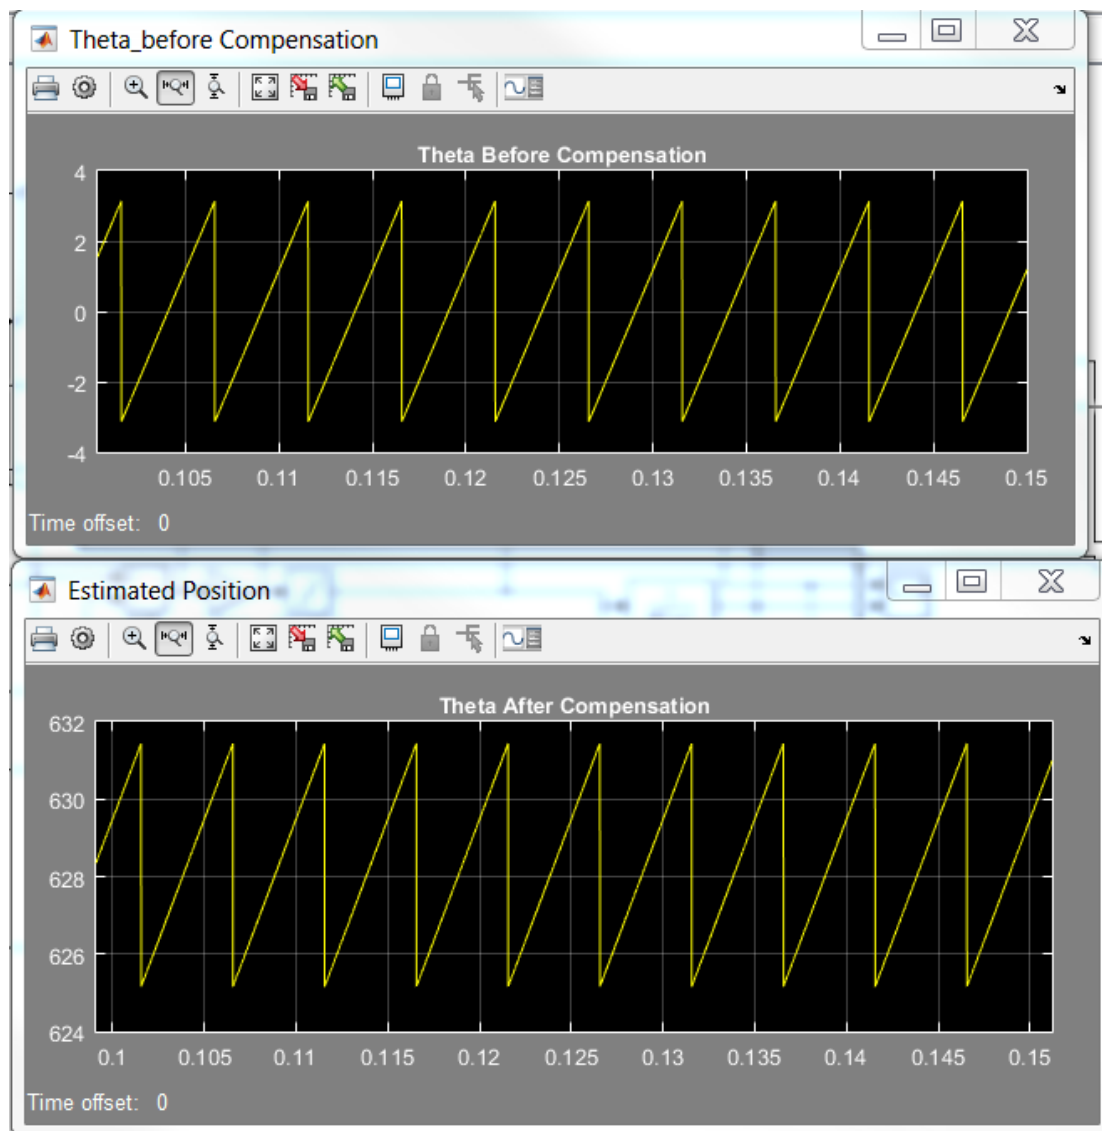 Theta_before Compensation
Theta Before Compensation
4
2
0
-2
-4
0.105 0.11 0.115 0.12 0.125 0.13 0.135 0.14 0.145 0.15
Time offset: 0
Estimated Position
Theta After Compensation
632
630
628
626
624
0.1 0.105 0.11 0.115 0.12 0.125 0.13 0.135 0.14 0.145 0.15
Time offset: 0